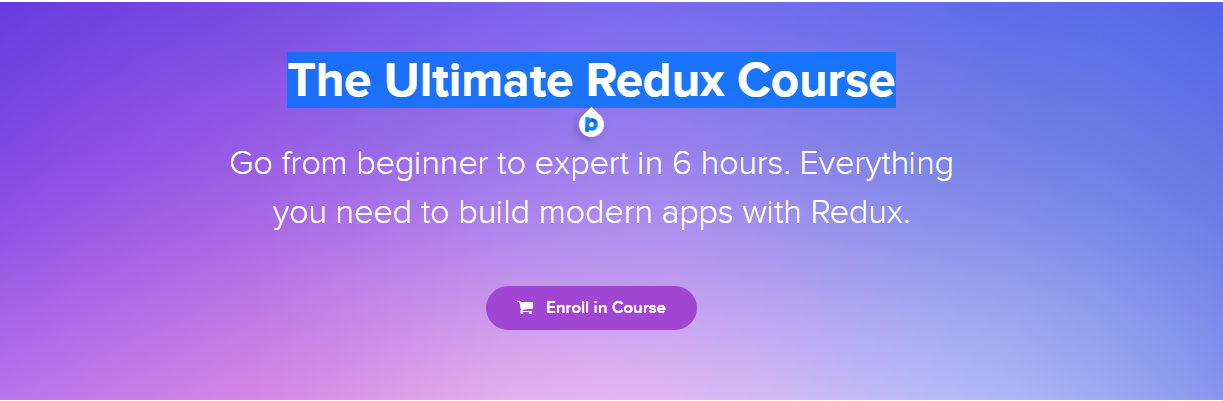 The Ultimate Redux Course
Go from beginner to expert in 6 hours. Everything
you need to build modern apps with Redux.
Enroll in Course